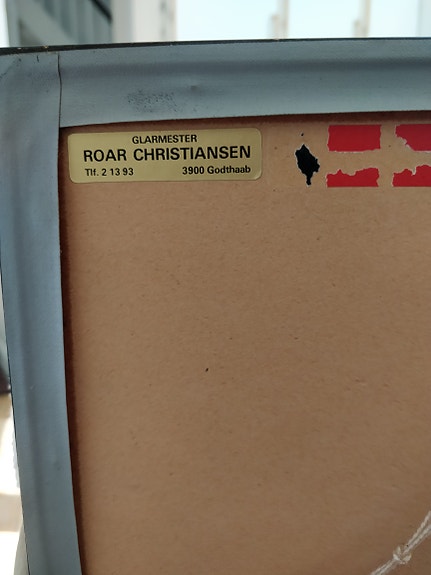 GLARMESTER
ROAR CHRISTIANSEN
Tlf. 2 13 93 3900 Godthaab